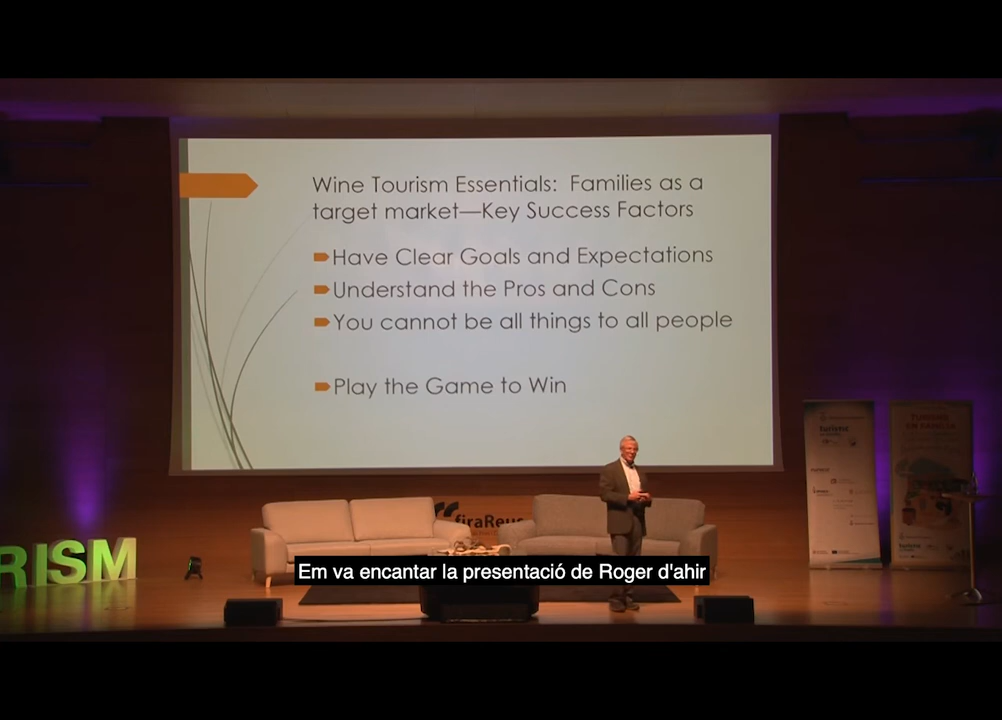 Wine Tourism Essentials:  Families as a
target market—Key Success Factors
Have Clear Goals and Expectations
Understand the Pros and Cons
You cannot be all things to all people
Play the Game to Win
firaReus
RISM
Em va encantar la presentació de Roger d'ahir